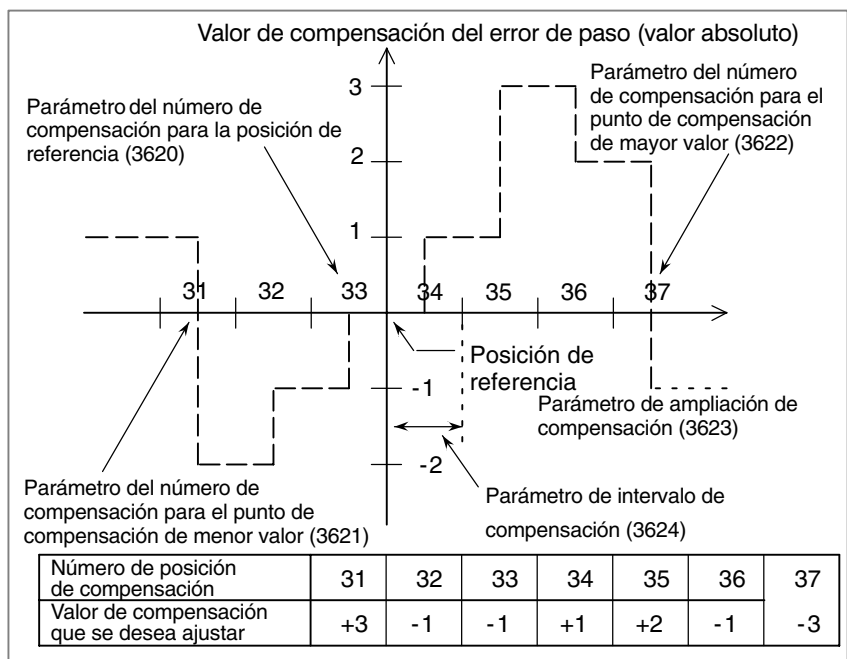 Valor de compensación del error de paso (valor absoluto)
3
2
1
-1
-2
Parámetro del número de
compensación para la posición de
referencia (3620)
Parámetro del número
de compensación para el
punto de compensación
de mayor valor (3622)
31 32 33 34 35 36 37
Posición de
referencia
Parámetro de ampliación de
compensación (3623)
Parámetro del número de
compensación para el punto de
compensación de menor valor (3621)
Parámetro de intervalo de
compensación (3624)
Número de posición
de compensación
31 32 33 34 35 36 37
Valor de compensación
que se desea ajustar
+3 -1 -1 +1 +2 -1 -3